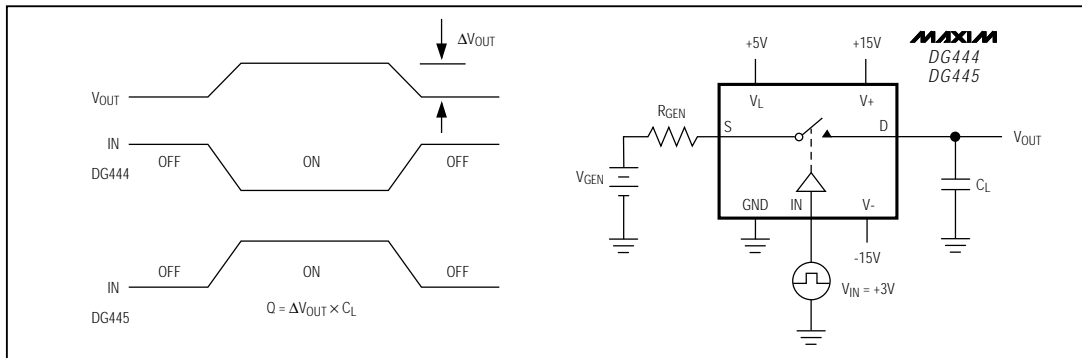 ΔVOUT
VOUT
IN
OFF
ON
OFF
DG444
OFF
ON
OFF
IN
DG445
Q = ΔVOUT × CL
MAXIM
DG444
DG445
+5V
+15V
VL
V+
RGEN
S
D
VOUT
VGEN
CL
GND
IN
V-
-15V
VIN = +3V